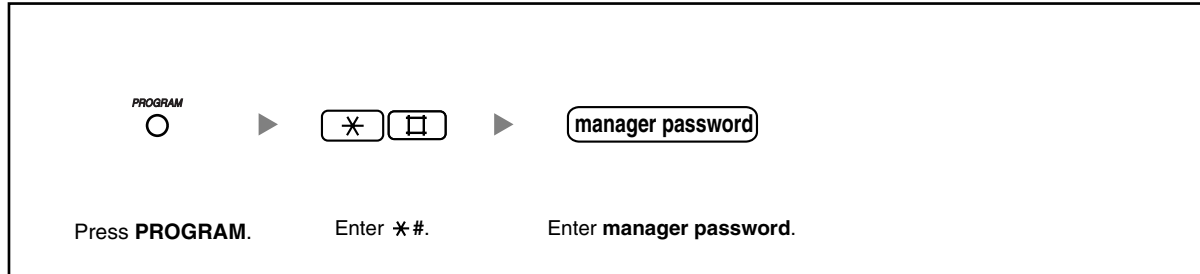 PROGRAM
✳ # manager password
Press PROGRAM. Enter ✳#. Enter manager password.